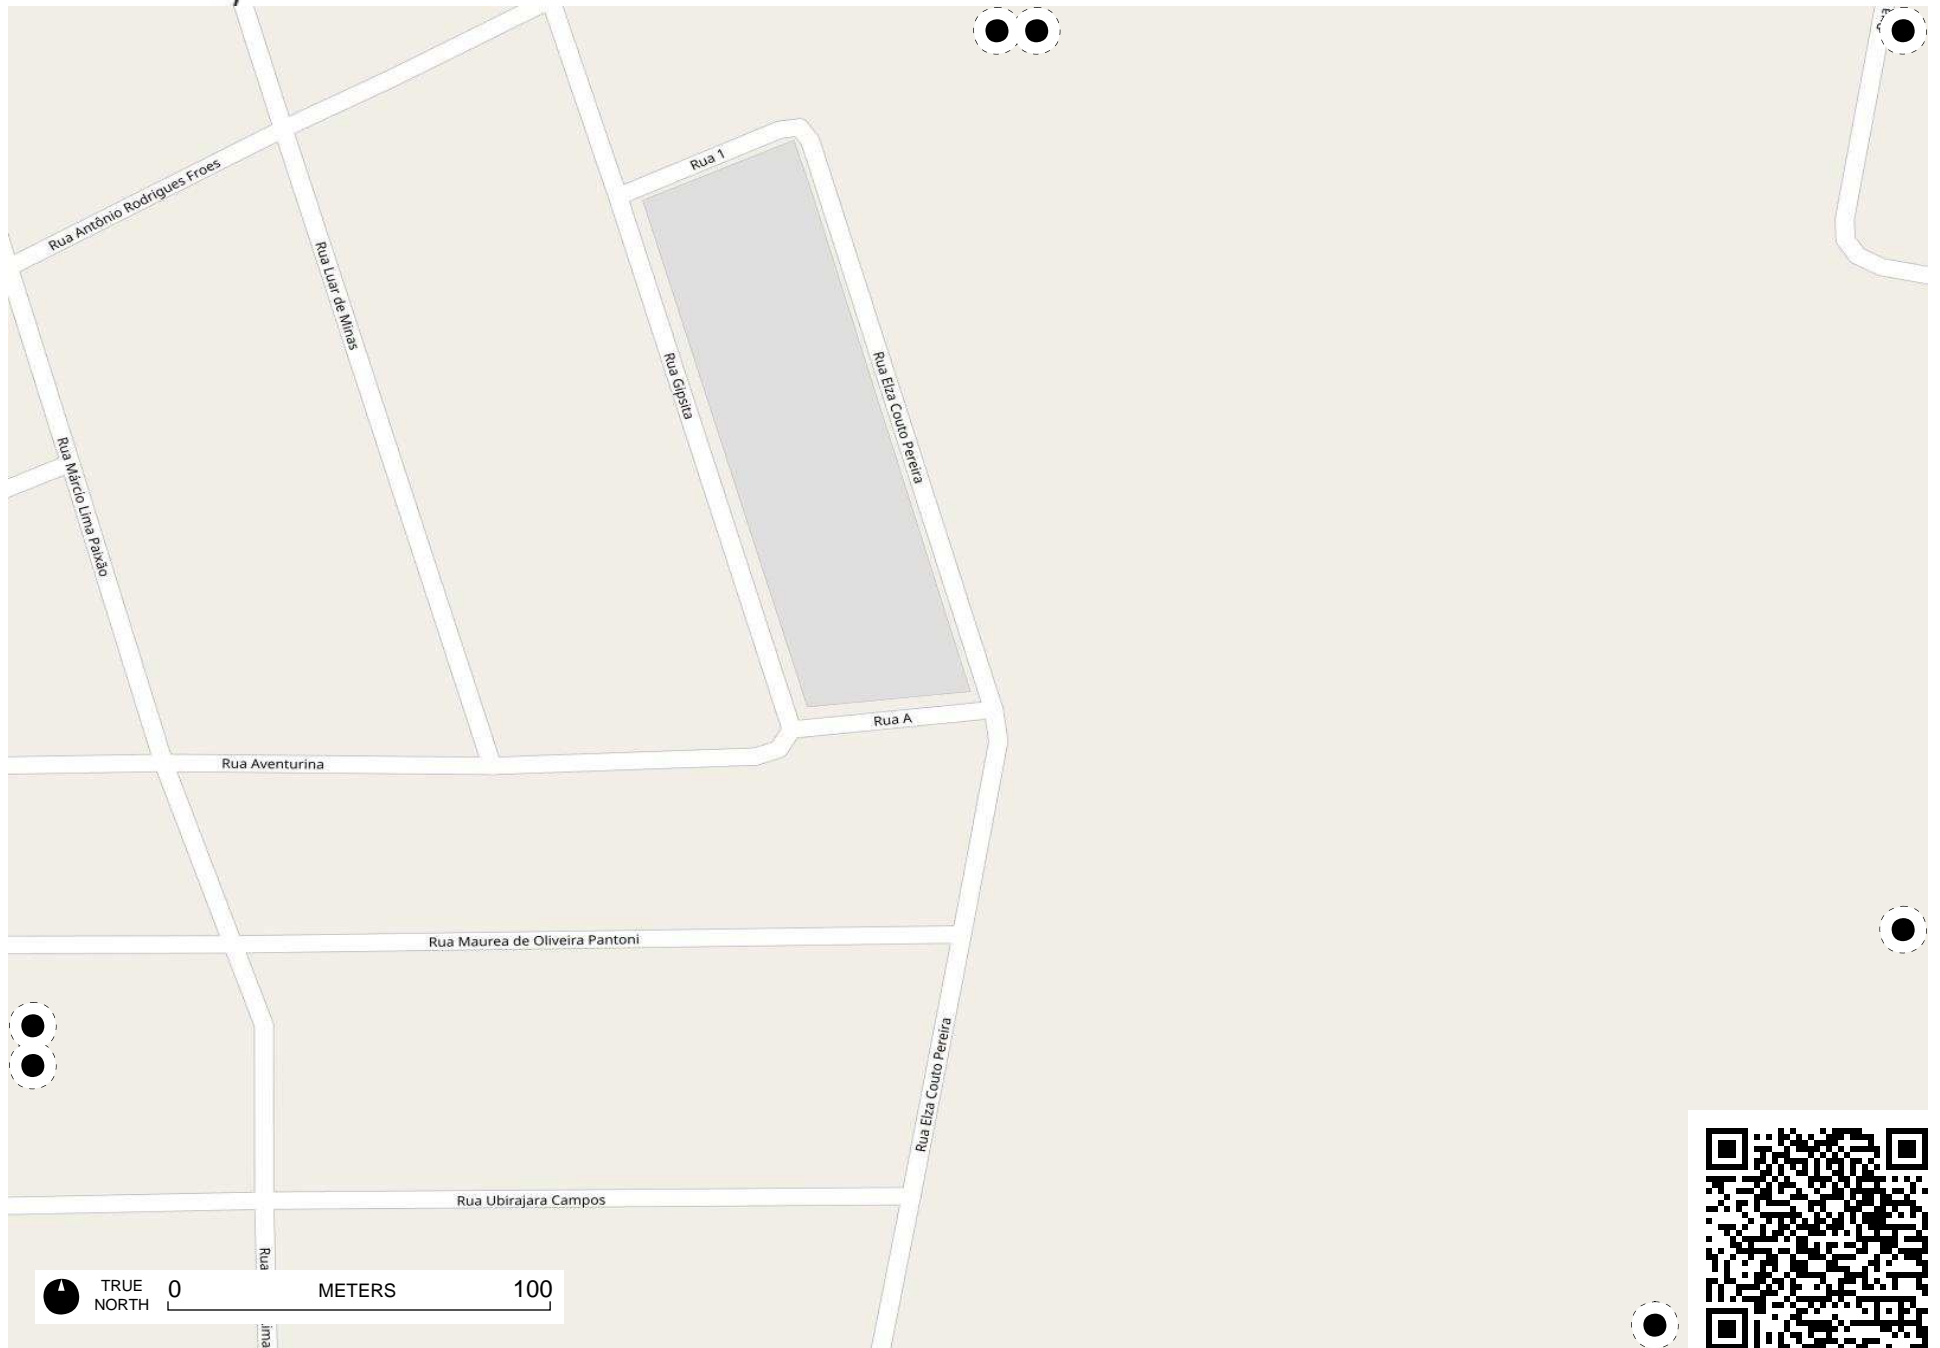 Rua 1
Rua Antônio Rodrigues Froes
Rua Luar de Minas
Rua Gipsita
Rua Elza Couto Pereira
Rua Márcio Lima Paixão
Rua A
Rua Aventurina
Rua Maurea de Oliveira Pantoni
Rua Elza Couto Pereira
Rua Ubirajara Campos
Rua
TRUE NORTH
0 METERS 100